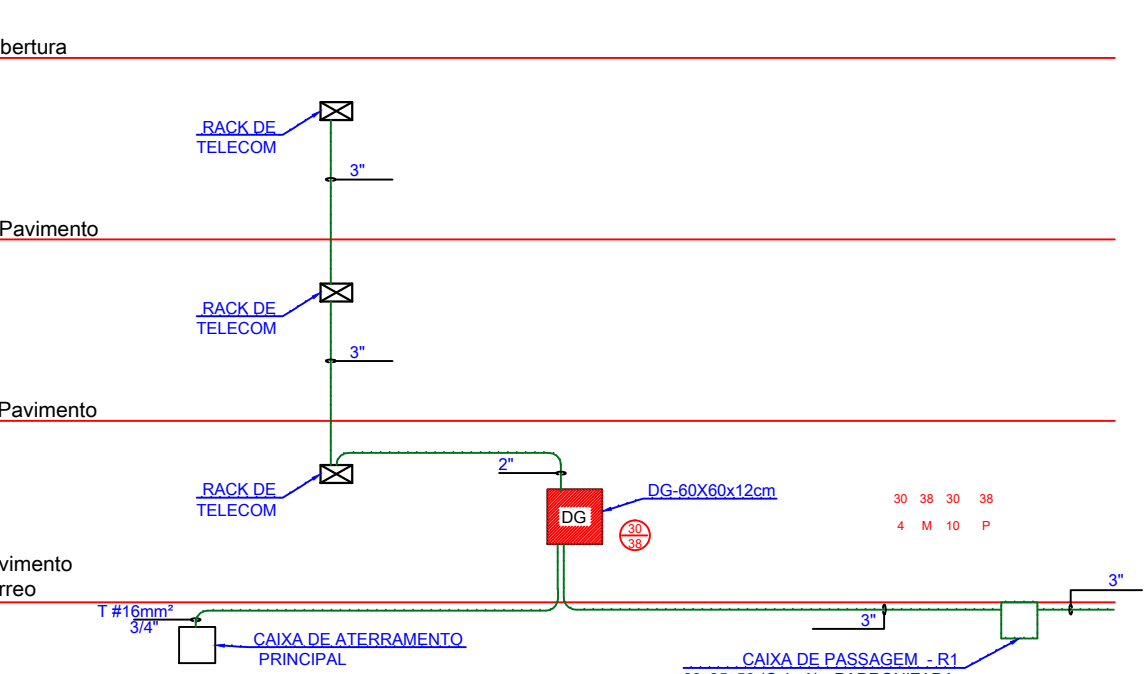 bertura
RACK DE
TELECOM
3"
Pavimento
RACK DE
TELECOM
3"
Pavimento
2"
RACK DE
TELECOM
DG-60X60x12cm
DG
30
38
30 38 30 38
4 M 10 P
vimento
rreo
T #16mm²
3/4"
3"
3"
CAIXA DE ATERRAMENTO
PRINCIPAL
CAIXA DE PASSAGEM - R1